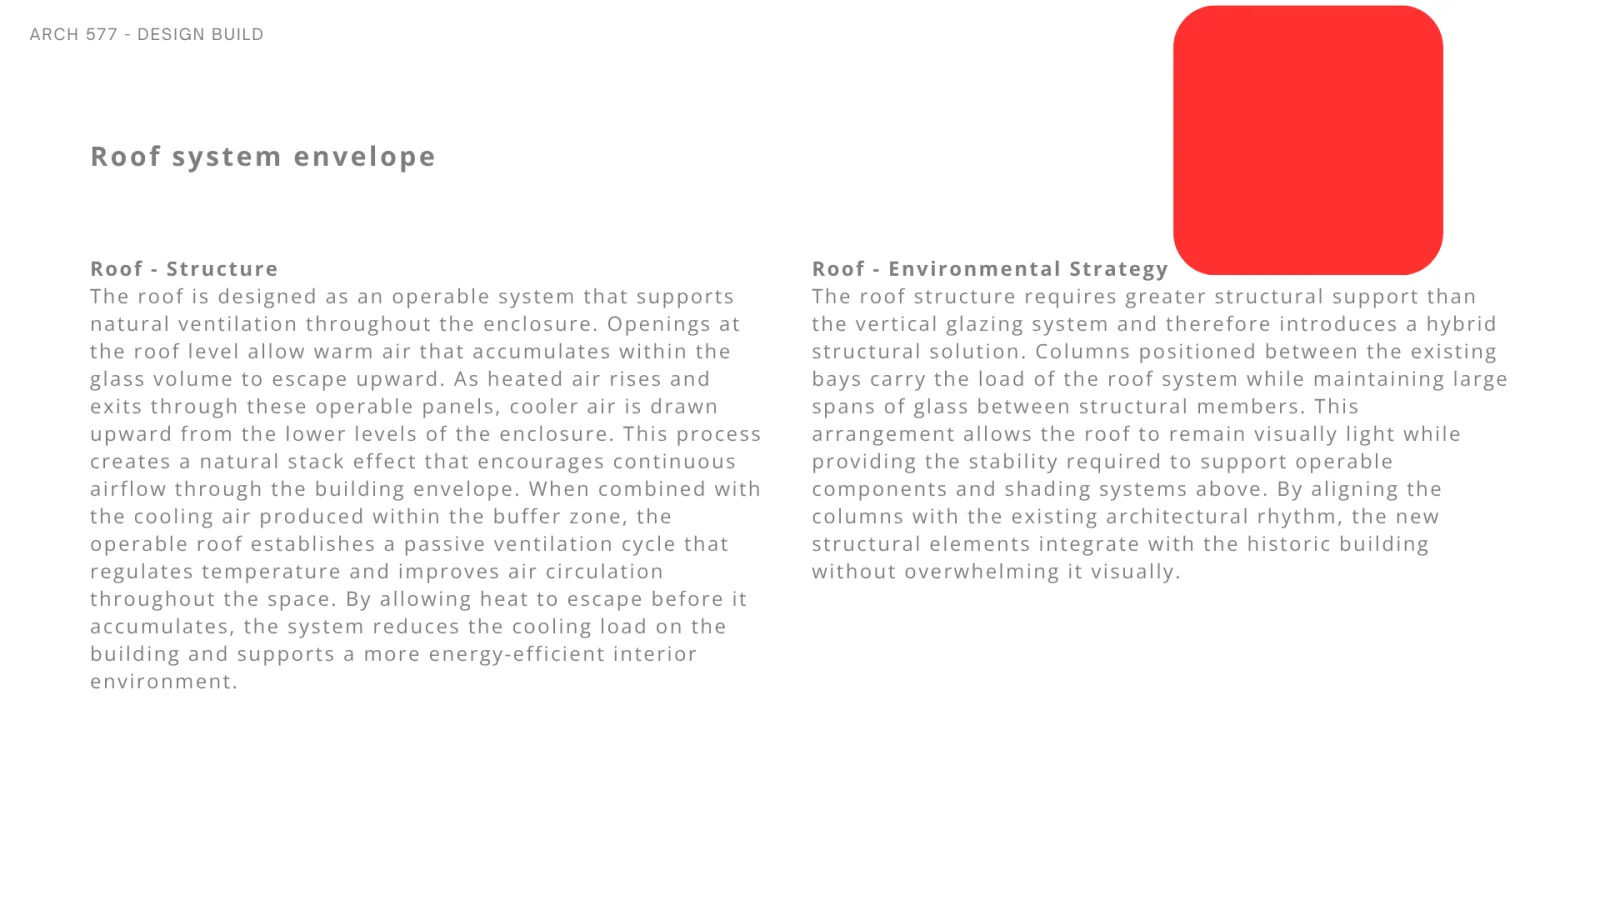 ARCH 577 - DESIGN BUILD
Roof system envelope
Roof - Structure
The roof is designed as an operable system that supports
natural ventilation throughout the enclosure. Openings at
the roof level allow warm air that accumulates within the
glass volume to escape upward. As heated air rises and
exits through these operable panels, cooler air is drawn
upward from the lower levels of the enclosure. This process
creates a natural stack effect that encourages continuous
airflow through the building envelope. When combined with
the cooling air produced within the buffer zone, the
operable roof establishes a passive ventilation cycle that
regulates temperature and improves air circulation
throughout the space. By allowing heat to escape before it
accumulates, the system reduces the cooling load on the
building and supports a more energy-efficient interior
environment.
Roof - Environmental Strategy
The roof structure requires greater structural support than
the vertical glazing system and therefore introduces a hybrid
structural solution. Columns positioned between the existing
bays carry the load of the roof system while maintaining large
spans of glass between structural members. This
arrangement allows the roof to remain visually light while
providing the stability required to support operable
components and shading systems above. By aligning the
columns with the existing architectural rhythm, the new
structural elements integrate with the historic building
without overwhelming it visually.